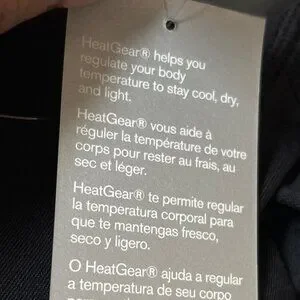 HeatGear® helps you
regulate your body
temperature to stay cool, dry,
and light.
HeatGear® vous aide à
réguler la température de votre
corps pour rester au frais, au
sec et léger.
HeatGear® te permite regular
la temperatura corporal para
que te mantengas fresco,
seco y ligero.
O HeatGear® ajuda a regular
a temperatura de seu corpo